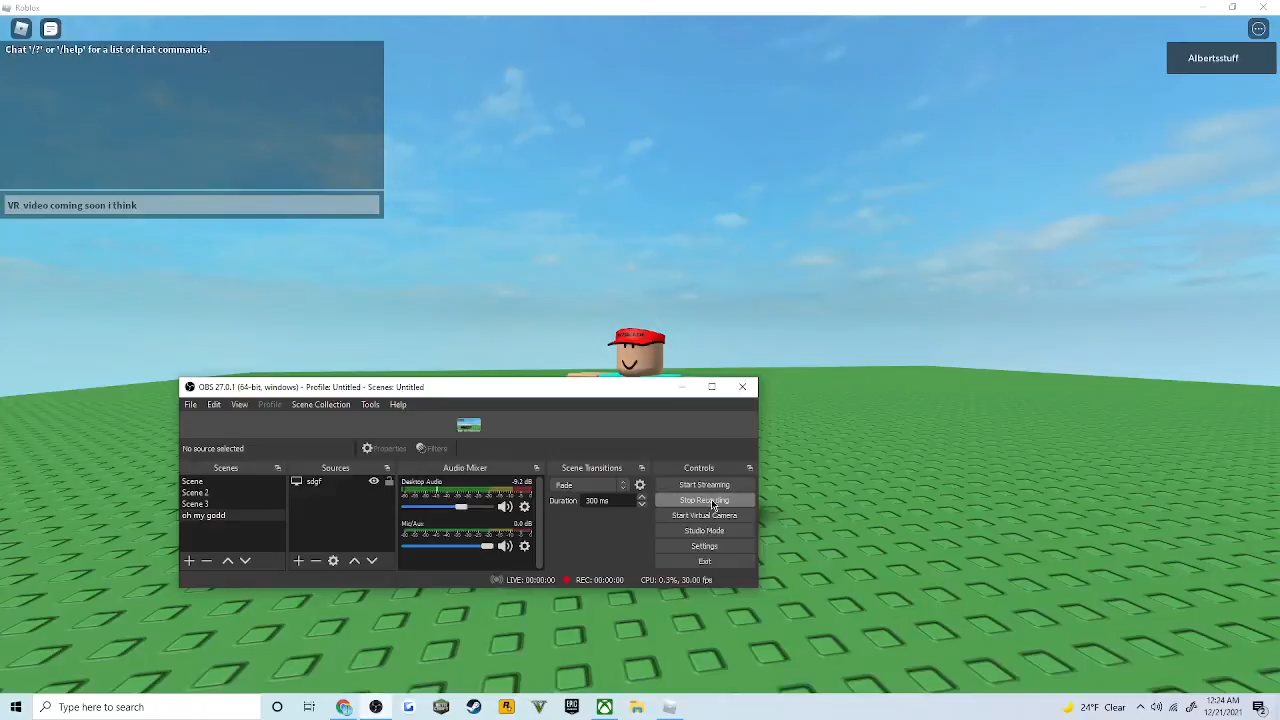 Roblox
Chat '/?' or '/help' for a list of chat commands.
Albertsstuff
VR video coming soon i think
OBS 27.0.1 (64-bit, windows) - Profile: Untitled - Scenes: Untitled
File Edit View Profile Scene Collection Tools Help
No source selected Properties Filters
Scenes Sources Audio Mixer Scene Transitions Controls
Scene
Scene 2
Scene 3
oh my godd
sdgf
Desktop Audio -9.2 dB
Mic/Aux 0.0 dB
Fade
Duration 300 ms
Start Streaming
Stop Recording
Start Virtual Camera
Studio Mode
Settings
Exit
LIVE: 00:00:00 REC: 00:00:00 CPU: 0.3%, 30.00 fps
Type here to search
24°F Clear
12:24 AM
12/21/2021
2